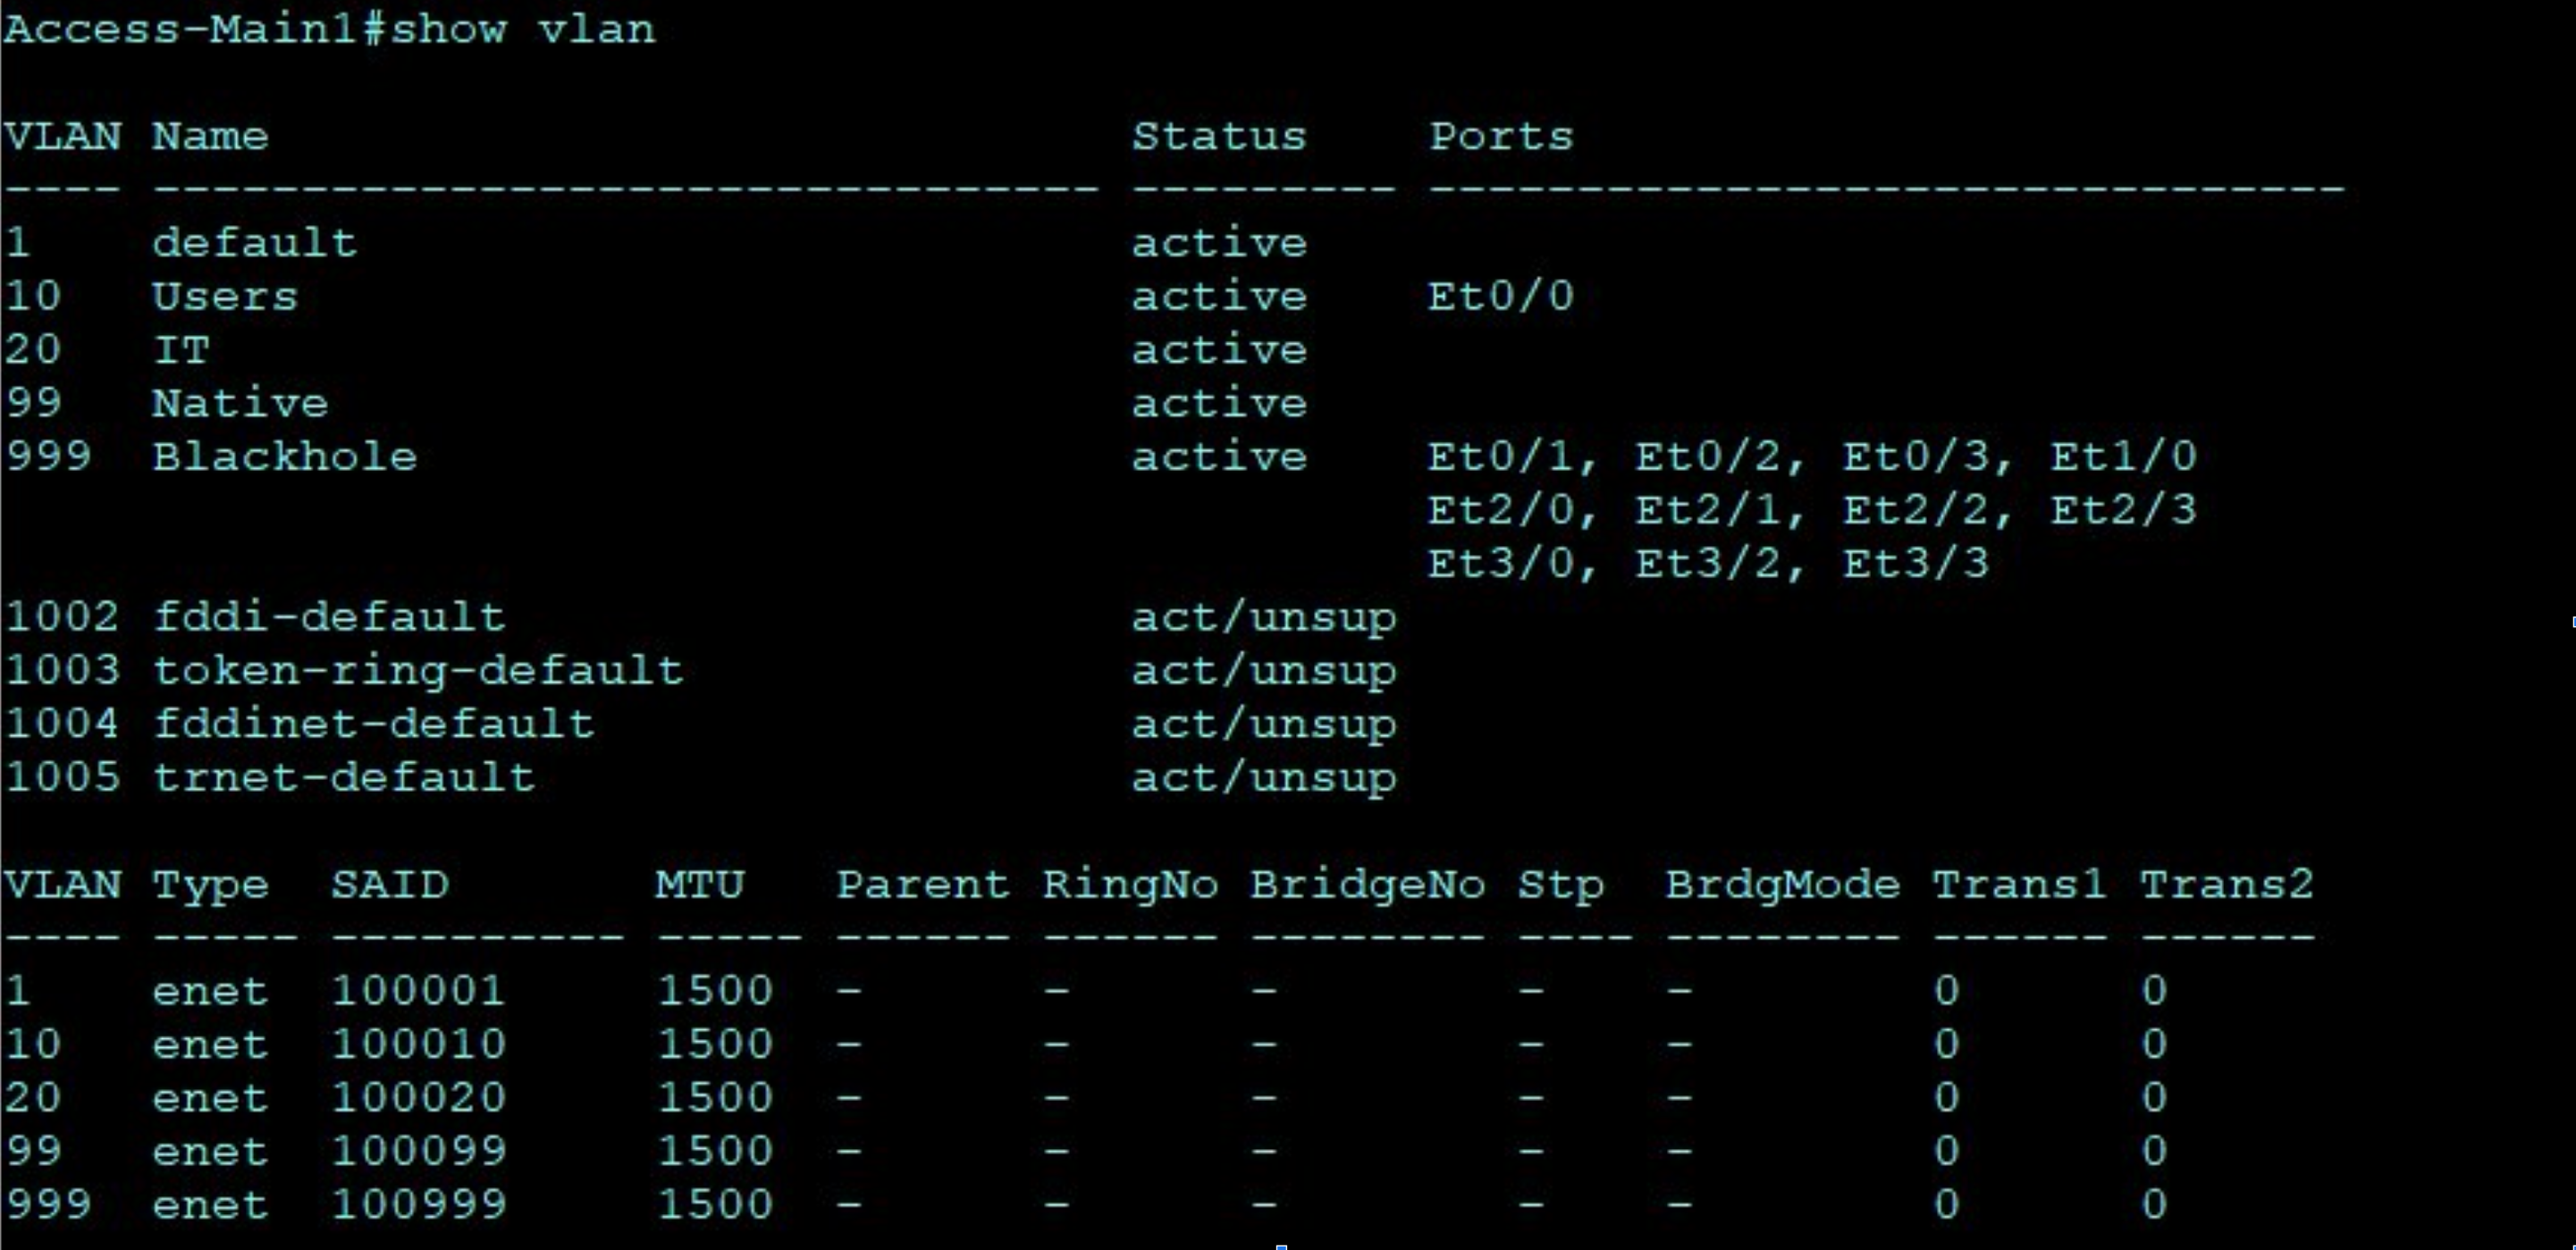 Access-Main1#show vlan
VLAN Name                             Status    Ports
---- -------------------------------- --------- -------------------------------
1    default                          active
10   Users                            active    Et0/0
20   IT                               active
99   Native                           active
999  Blackhole                        active    Et0/1, Et0/2, Et0/3, Et1/0
                                                Et2/0, Et2/1, Et2/2, Et2/3
                                                Et3/0, Et3/2, Et3/3
1002 fddi-default                     act/unsup
1003 token-ring-default               act/unsup
1004 fddinet-default                  act/unsup
1005 trnet-default                    act/unsup
VLAN Type  SAID       MTU   Parent RingNo BridgeNo Stp  BrdgMode Trans1 Trans2
---- ----- ---------- ----- ------ ------ -------- ---- -------- ------ ------
1    enet  100001     1500  -      -      -        -    -        0      0
10   enet  100010     1500  -      -      -        -    -        0      0
20   enet  100020     1500  -      -      -        -    -        0      0
99   enet  100099     1500  -      -      -        -    -        0      0
999  enet  100999     1500  -      -      -        -    -        0      0